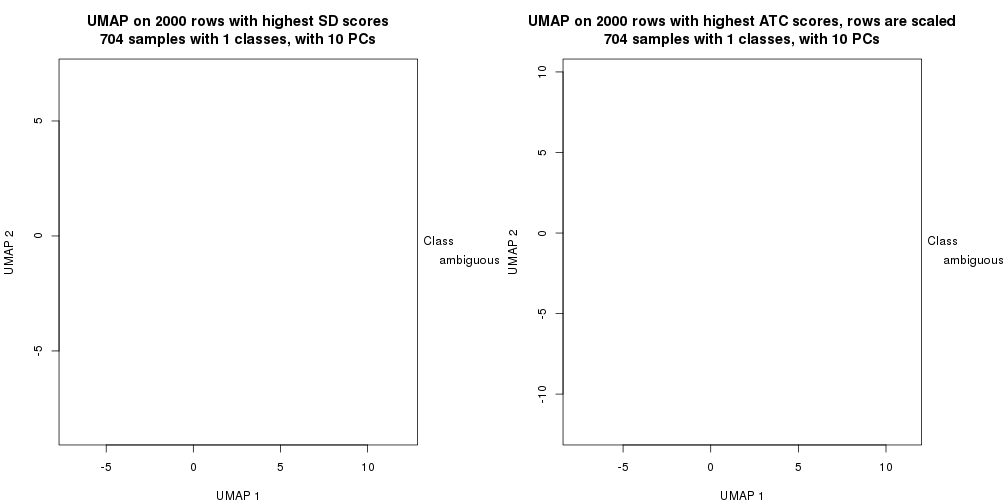 UMAP on 2000 rows with highest SD scores
704 samples with 1 classes, with 10 PCs
5
0
-5
UMAP 2
-5 0 5 10
UMAP 1
Class
ambiguous
UMAP on 2000 rows with highest ATC scores, rows are scaled
704 samples with 1 classes, with 10 PCs
10
5
0
-5
-10
UMAP 2
-5 0 5 10
UMAP 1
Class
ambiguous